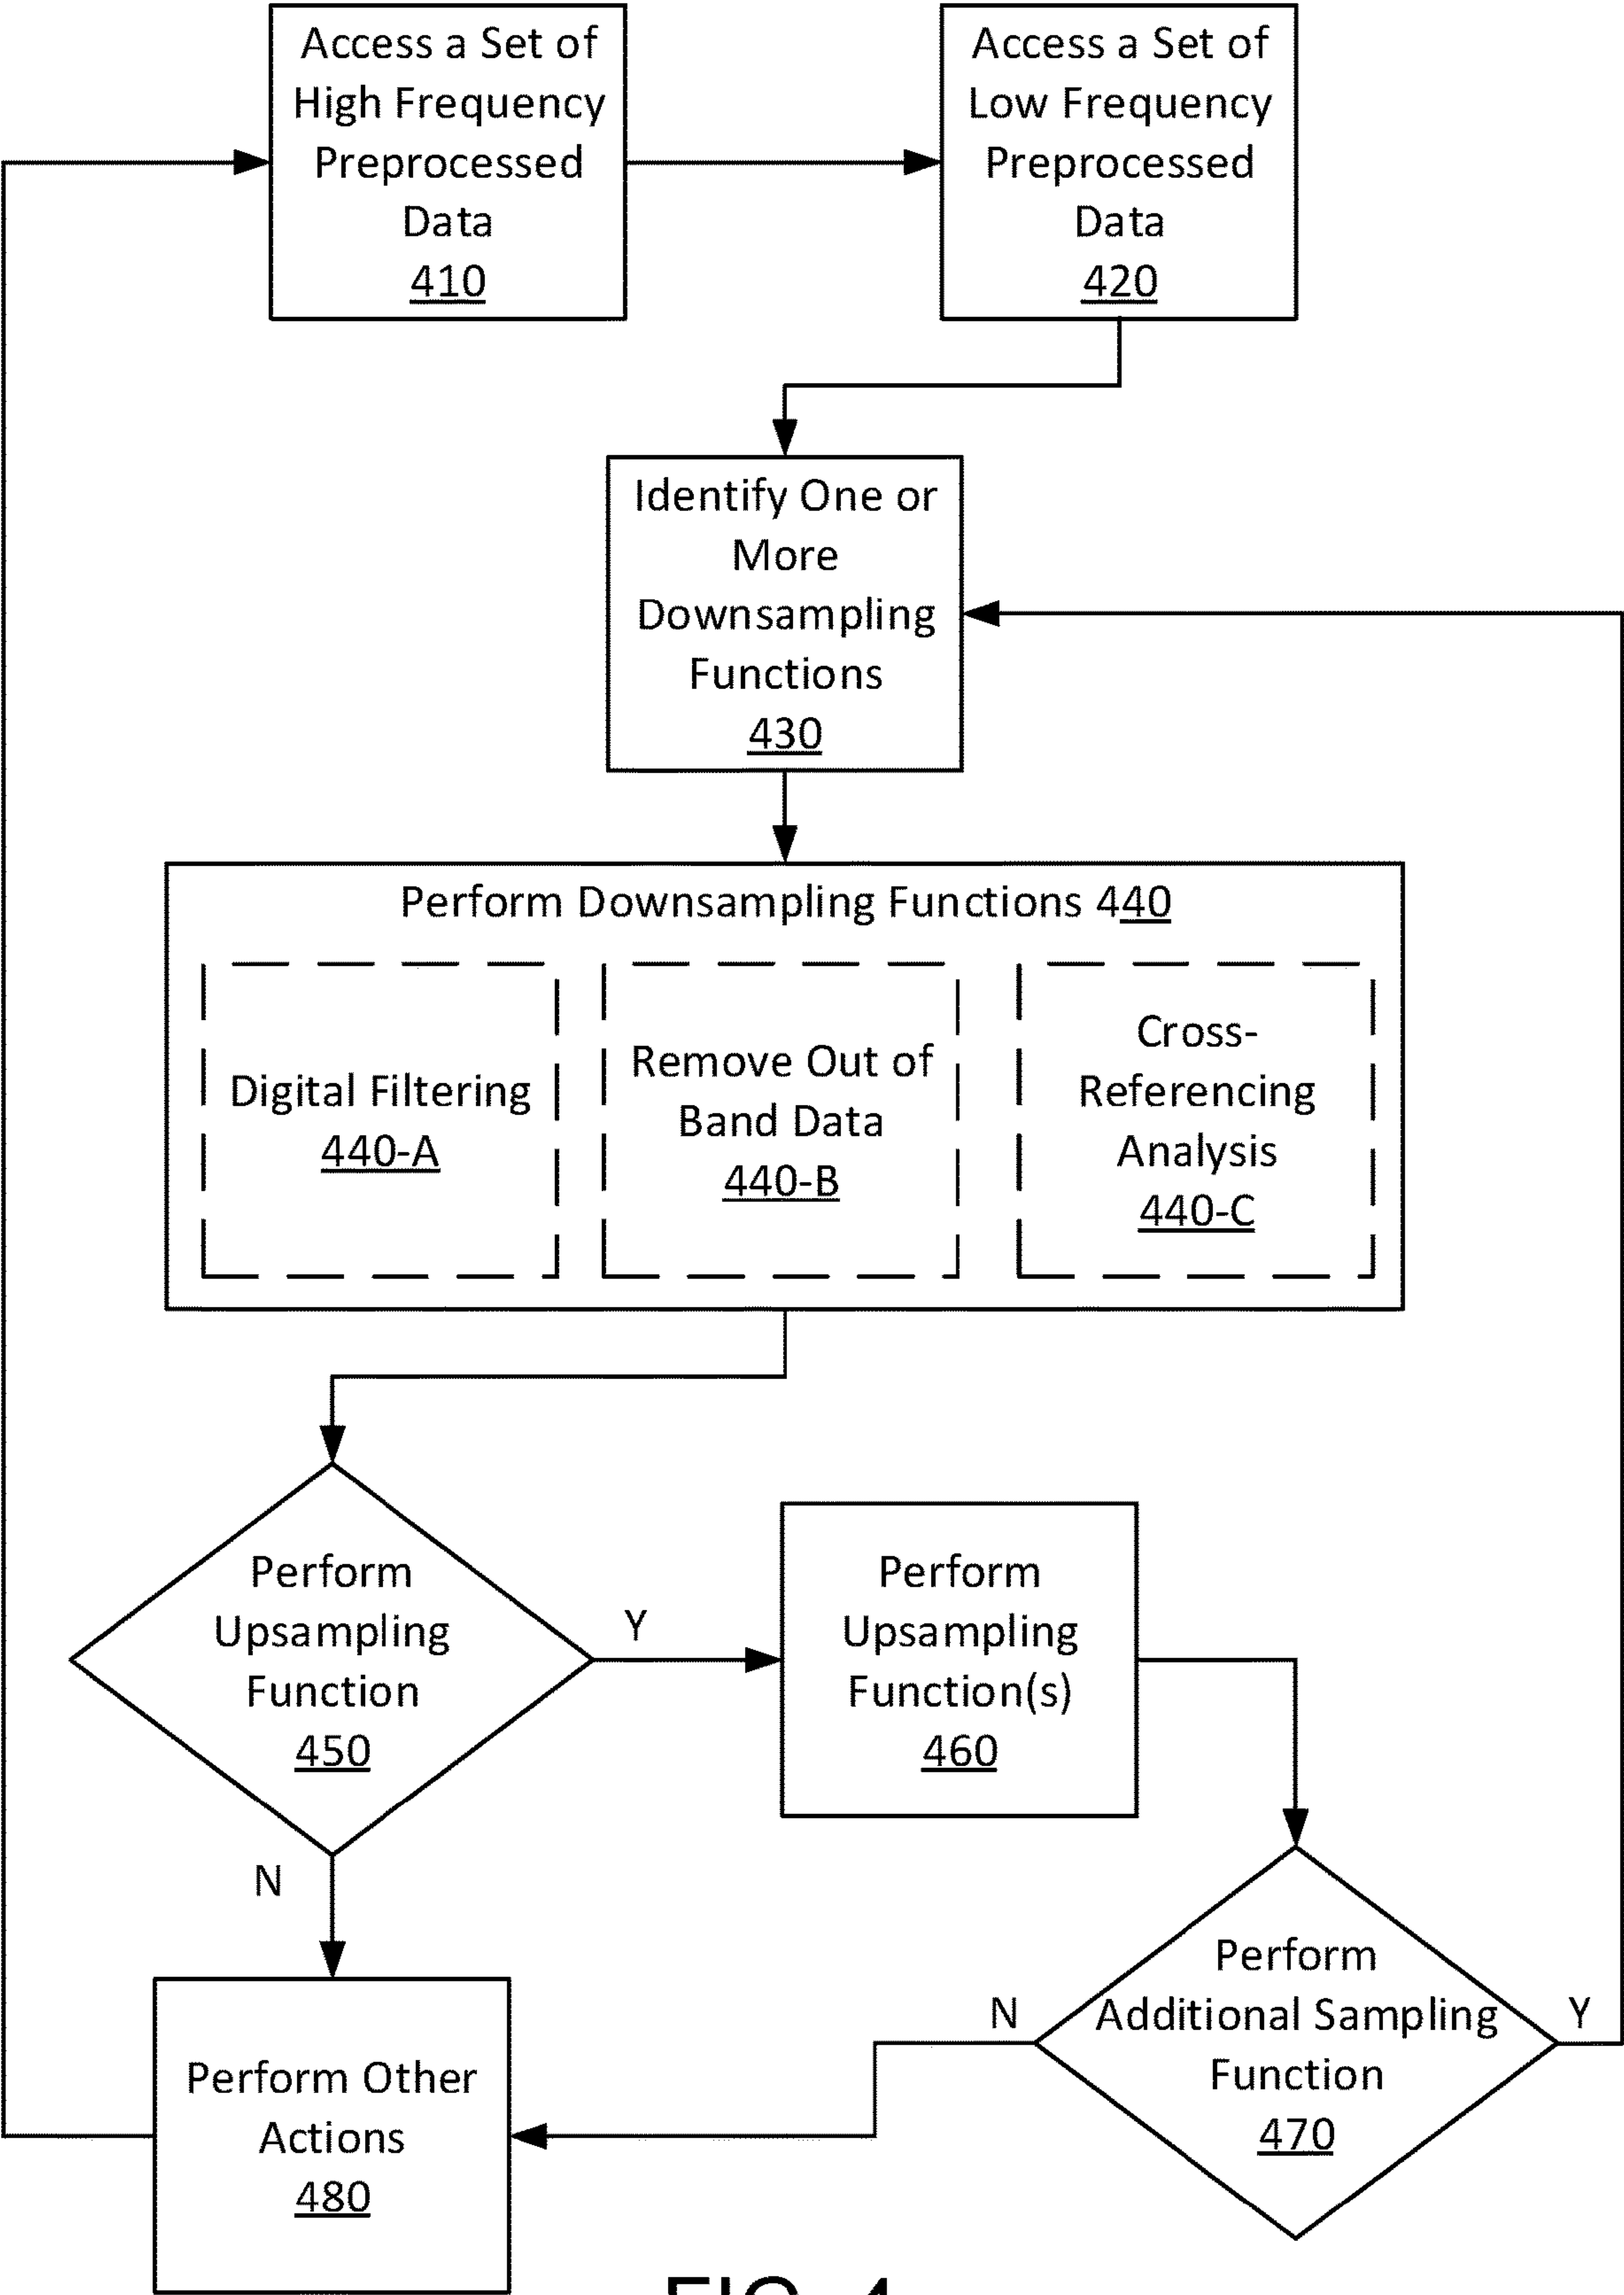 Access a Set of
High Frequency
Preprocessed
Data
410
Access a Set of
Low Frequency
Preprocessed
Data
420
Identify One or
More
Downsampling
Functions
430
Perform Downsampling Functions 440
Digital Filtering
440-A
Remove Out of
Band Data
440-B
Cross-
Referencing
Analysis
440-C
Perform
Upsampling
Function
450
Y
N
Perform
Upsampling
Function(s)
460
Perform
Additional Sampling
Function
470
N
Y
Perform Other
Actions
480
FIG. 4